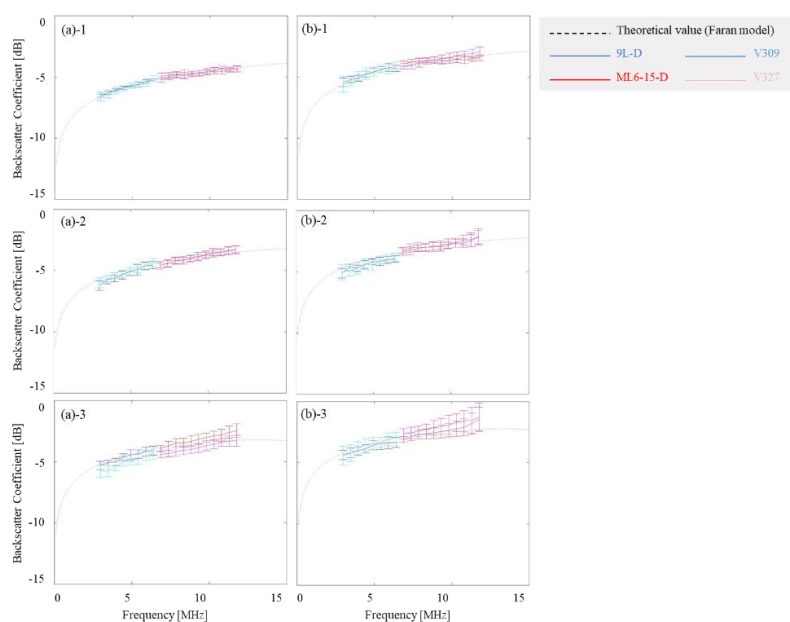 (a)-1
(b)-1
0
-5
-10
-15
Backscatter Coefficient [dB]
Theoretical value (Faran model)
9L-D
V309
ML6-15-D
V327
(a)-2
(b)-2
0
-5
-10
-15
Backscatter Coefficient [dB]
(a)-3
(b)-3
0
-5
-10
-15
Backscatter Coefficient [dB]
0 5 10 15
0 5 10 15
Frequency [MHz]
Frequency [MHz]